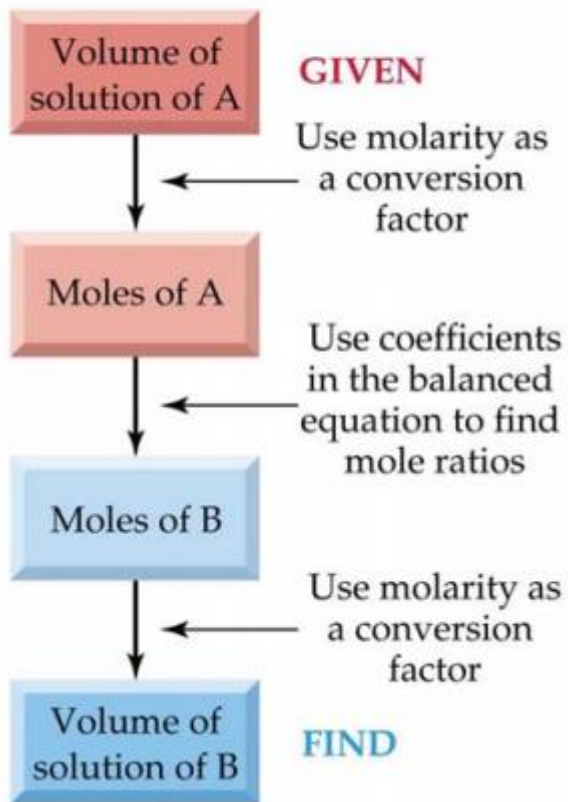 Volume of
solution of A
GIVEN
Use molarity as
a conversion
factor
Moles of A
Use coefficients
in the balanced
equation to find
mole ratios
Moles of B
Use molarity as
a conversion
factor
Volume of
solution of B
FIND